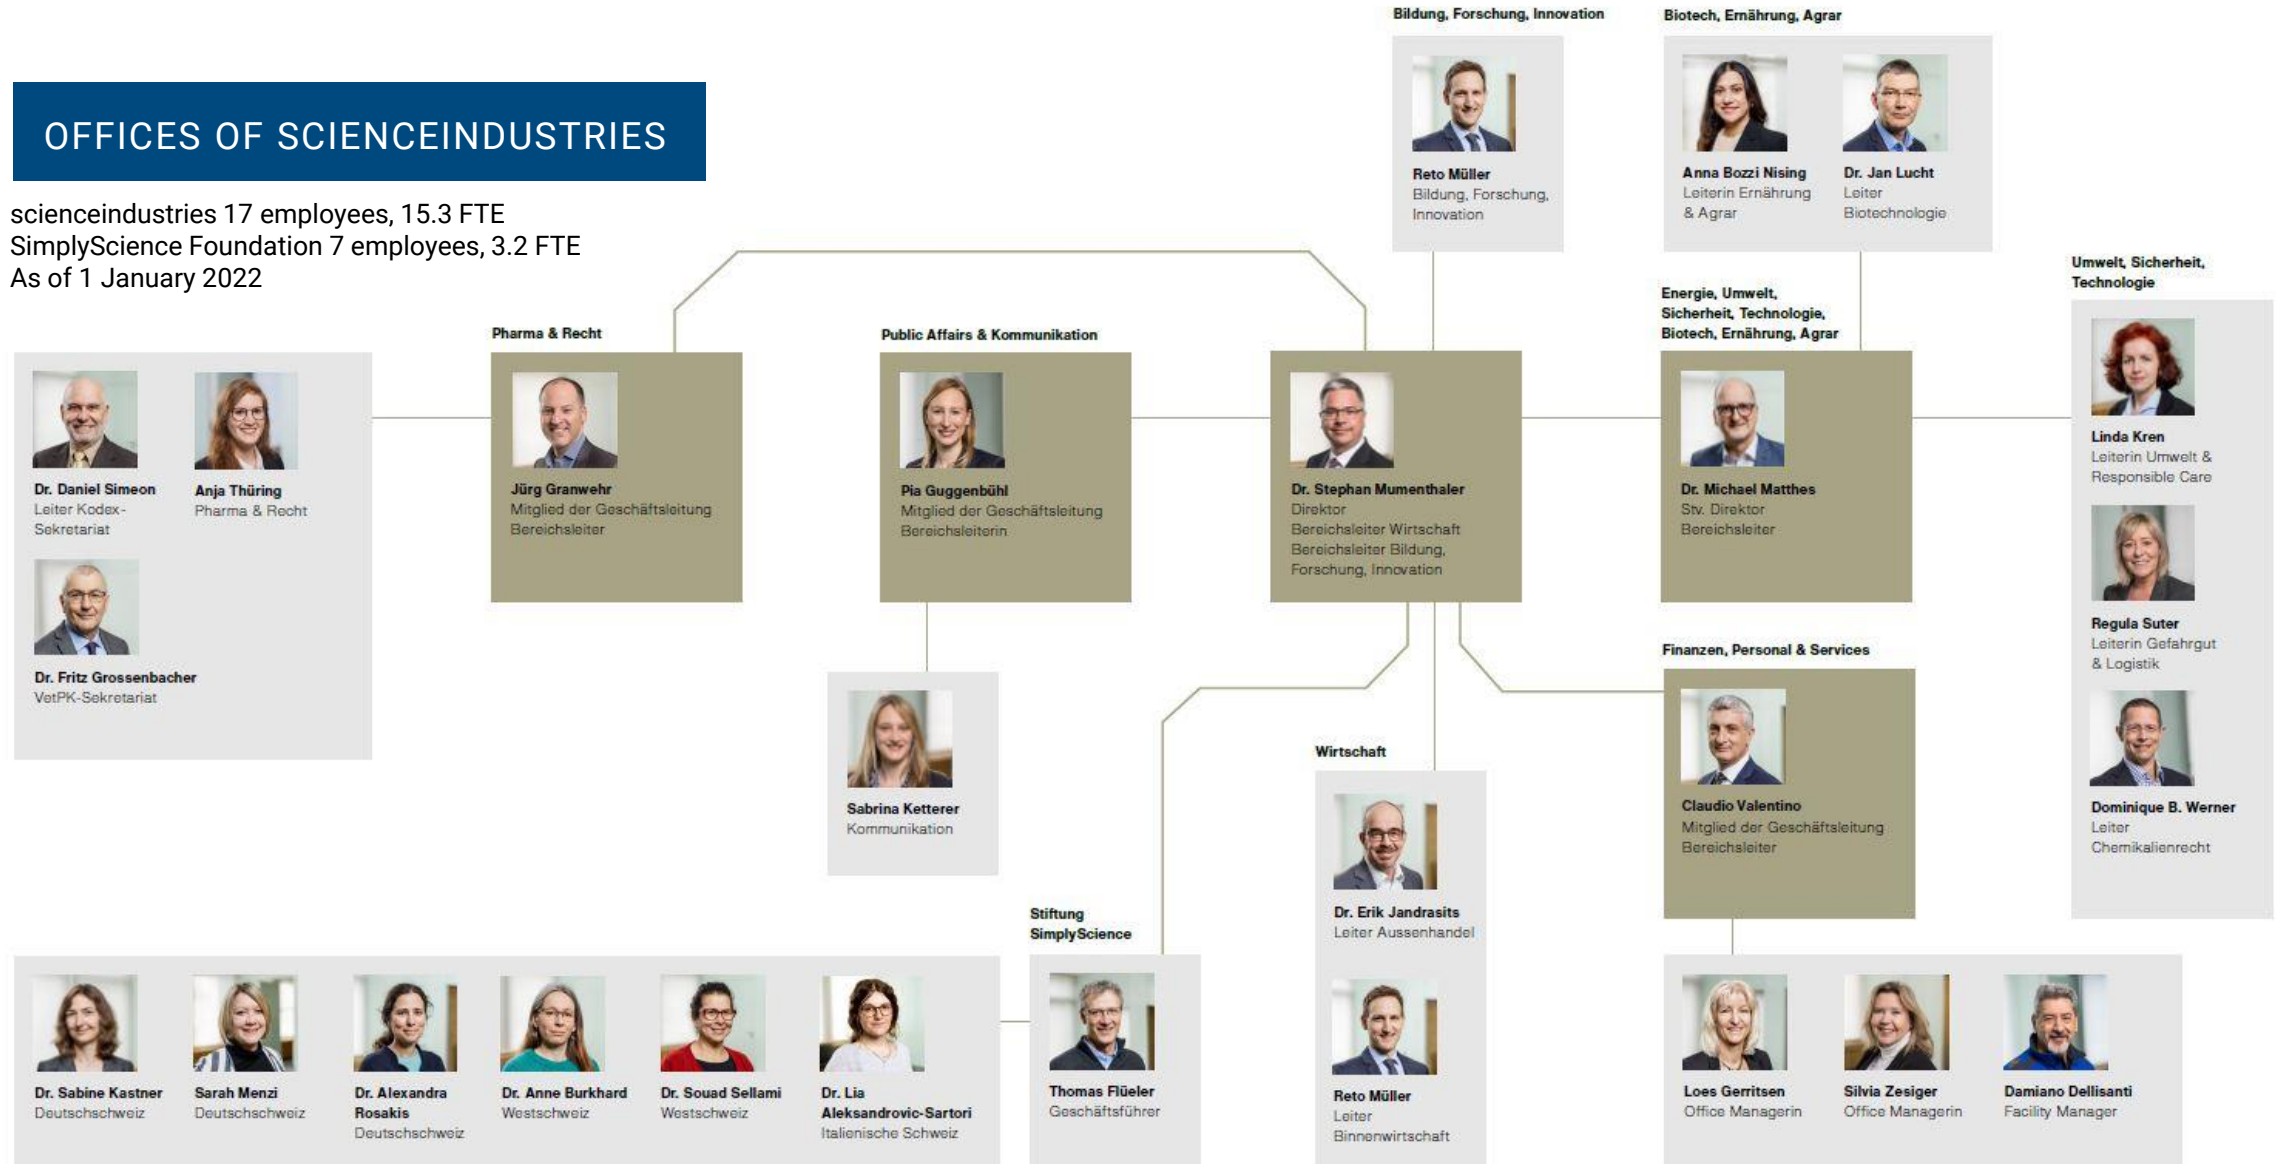 OFFICES OF SCIENCEINDUSTRIES
scienceindustries 17 employees, 15.3 FTE
SimplyScience Foundation 7 employees, 3.2 FTE
As of 1 January 2022
Bildung, Forschung, Innovation
Reto Müller
Bildung, Forschung,
Innovation
Biotech, Ernährung, Agrar
Anna Bozzi Nising
Leiterin Ernährung
& Agrar
Dr. Jan Lucht
Leiter
Biotechnologie
Pharma & Recht
Dr. Daniel Simeon
Leiter Kodex-
Sekretariat
Anja Thüring
Pharma & Recht
Dr. Fritz Grossenbacher
VetPK-Sekretariat
Jürg Granwehr
Mitglied der Geschäftsleitung
Bereichsleiter
Public Affairs & Kommunikation
Pia Guggenbühl
Mitglied der Geschäftsleitung
Bereichsleiterin
Sabrina Ketterer
Kommunikation
Dr. Stephan Mumenthaler
Direktor
Bereichsleiter Wirtschaft
Bereichsleiter Bildung,
Forschung, Innovation
Energie, Umwelt,
Sicherheit, Technologie,
Biotech, Ernährung, Agrar
Dr. Michael Matthes
Stv. Direktor
Bereichsleiter
Umwelt, Sicherheit,
Technologie
Linda Kren
Leiterin Umwelt &
Responsible Care
Regula Suter
Leiterin Gefahrgut
& Logistik
Dominique B. Werner
Leiter
Chemikalienrecht
Finanzen, Personal & Services
Claudio Valentino
Mitglied der Geschäftsleitung
Bereichsleiter
Wirtschaft
Dr. Erik Jandrasits
Leiter Aussenhandel
Reto Müller
Leiter
Binnenwirtschaft
Stiftung
SimplyScience
Thomas Flüeler
Geschäftsführer
Dr. Sabine Kastner
Deutschschweiz
Sarah Menzi
Deutschschweiz
Dr. Alexandra
Rosakis
Deutschschweiz
Dr. Anne Burkhard
Westschweiz
Dr. Souad Sellami
Westschweiz
Dr. Lia
Aleksandrovic-Sartori
Italienische Schweiz
Loes Gerritsen
Office Managerin
Silvia Zesiger
Office Managerin
Damiano Dellisanti
Facility Manager